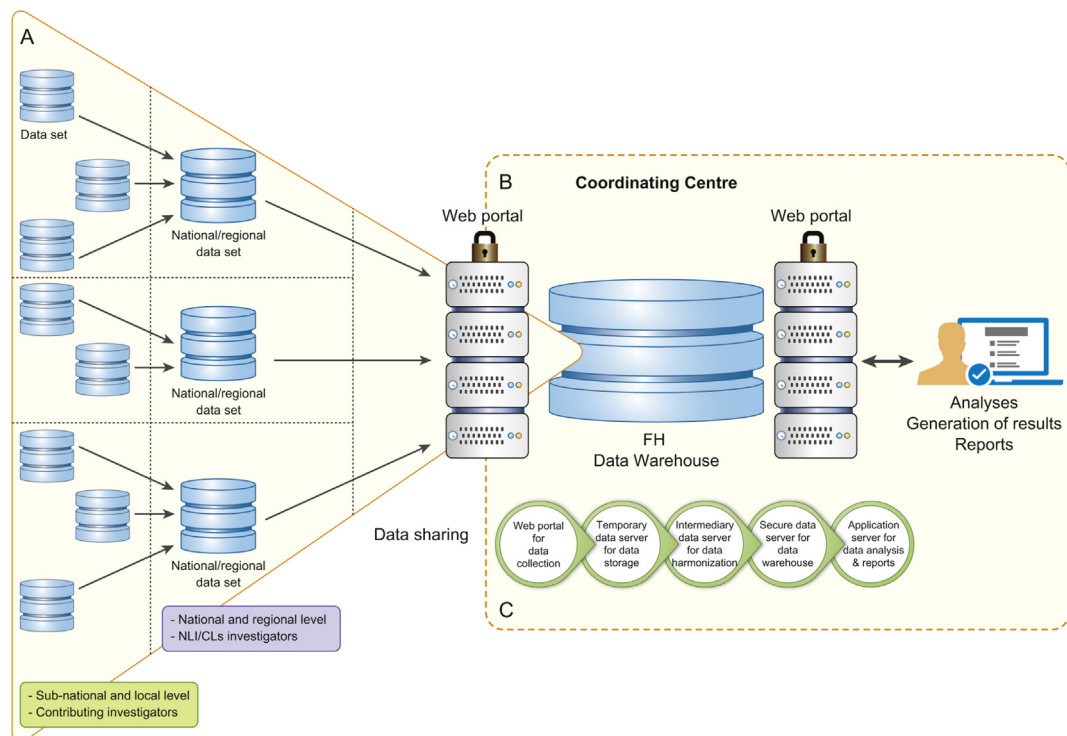 A
Data set
National/regional
data set
National/regional
data set
National/regional
data set
- National and regional level
- NLI/CLs investigators
- Sub-national and local level
- Contributing investigators
Data sharing
B
Coordinating Centre
Web portal
Web portal
FH
Data Warehouse
Analyses
Generation of results
Reports
Web portal
for
data
collection
Temporary
data server
for data
storage
Intermediary
data server
for data
harmonization
Secure data
server for
data
warehouse
Application
server for
data analysis
& reports
C